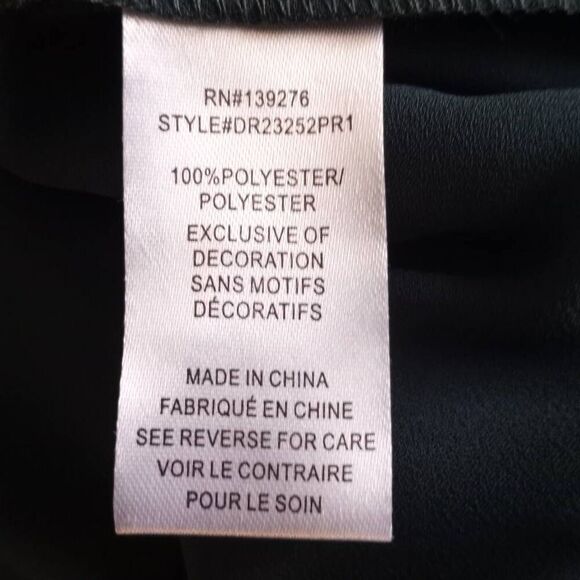 RN#139276
STYLE#DR23252PR1
100%POLYESTER/
POLYESTER
EXCLUSIVE OF
DECORATION
SANS MOTIFS
DÉCORATIFS
MADE IN CHINA
FABRIQUÉ EN CHINE
SEE REVERSE FOR CARE
VOIR LE CONTRAIRE
POUR LE SOIN